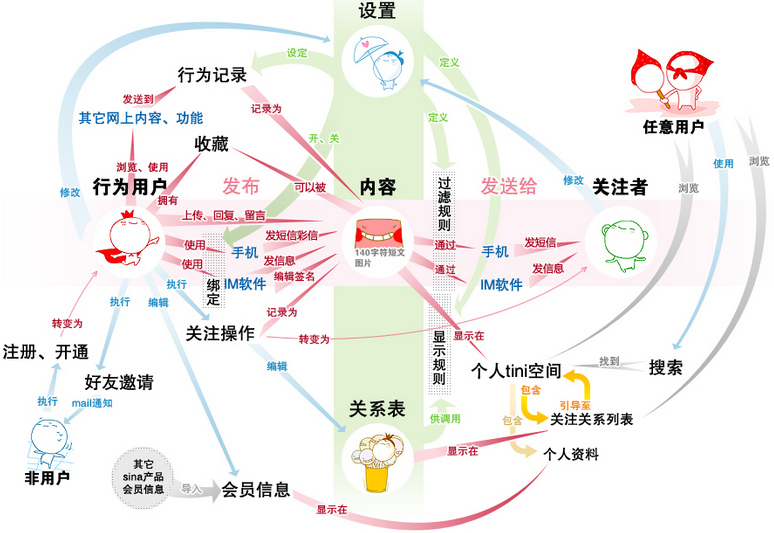 设置
设定
定义
行为记录
发送到
记录为
其它网上内容、功能
定义
任意用户
收藏
开、关
浏览、使用
浏览
使用
浏览
修改
行为用户
拥有
发布
可以被
内容
过滤规则
发送给
修改
关注者
上传、回复、留言
使用
手机
发短信彩信
140字符短文
图片
通过
手机
发短信
使用
IM软件
发信息
通过
IM软件
发信息
绑定
编辑签名
执行
执行
编辑
记录为
转变为
关注操作
转变为
显示规则
显示在
注册、开通
编辑
个人tini空间
找到
搜索
好友邀请
执行
mail通知
关系表
供调用
包含
引导至
包含
关注关系列表
非用户
其它
sina产品
会员信息
导入
会员信息
显示在
个人资料
显示在